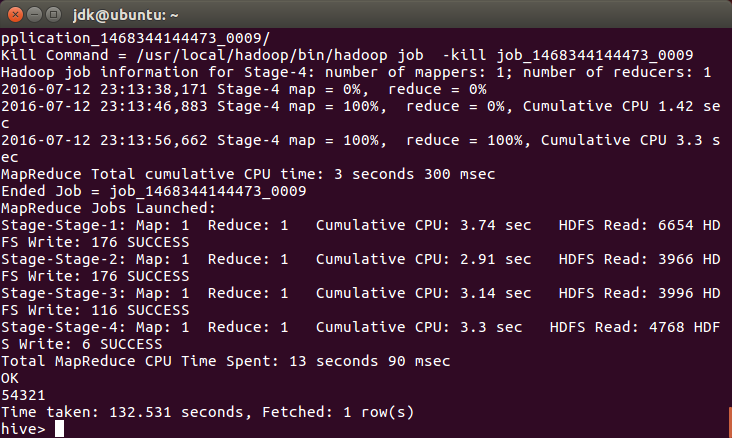 jdk@ubuntu: ~
pplication_1468344144473_0009/
Kill Command = /usr/local/hadoop/bin/hadoop job  -kill job_1468344144473_0009
Hadoop job information for Stage-4: number of mappers: 1; number of reducers: 1
2016-07-12 23:13:38,171 Stage-4 map = 0%,  reduce = 0%
2016-07-12 23:13:46,883 Stage-4 map = 100%,  reduce = 0%, Cumulative CPU 1.42 se
c
2016-07-12 23:13:56,662 Stage-4 map = 100%,  reduce = 100%, Cumulative CPU 3.3 s
ec
MapReduce Total cumulative CPU time: 3 seconds 300 msec
Ended Job = job_1468344144473_0009
MapReduce Jobs Launched:
Stage-Stage-1: Map: 1  Reduce: 1   Cumulative CPU: 3.74 sec   HDFS Read: 6654 HD
FS Write: 176 SUCCESS
Stage-Stage-2: Map: 1  Reduce: 1   Cumulative CPU: 2.91 sec   HDFS Read: 3966 HD
FS Write: 176 SUCCESS
Stage-Stage-3: Map: 1  Reduce: 1   Cumulative CPU: 3.14 sec   HDFS Read: 3996 HD
FS Write: 116 SUCCESS
Stage-Stage-4: Map: 1  Reduce: 1   Cumulative CPU: 3.3 sec   HDFS Read: 4768 HDF
S Write: 6 SUCCESS
Total MapReduce CPU Time Spent: 13 seconds 90 msec
OK
54321
Time taken: 132.531 seconds, Fetched: 1 row(s)
hive>